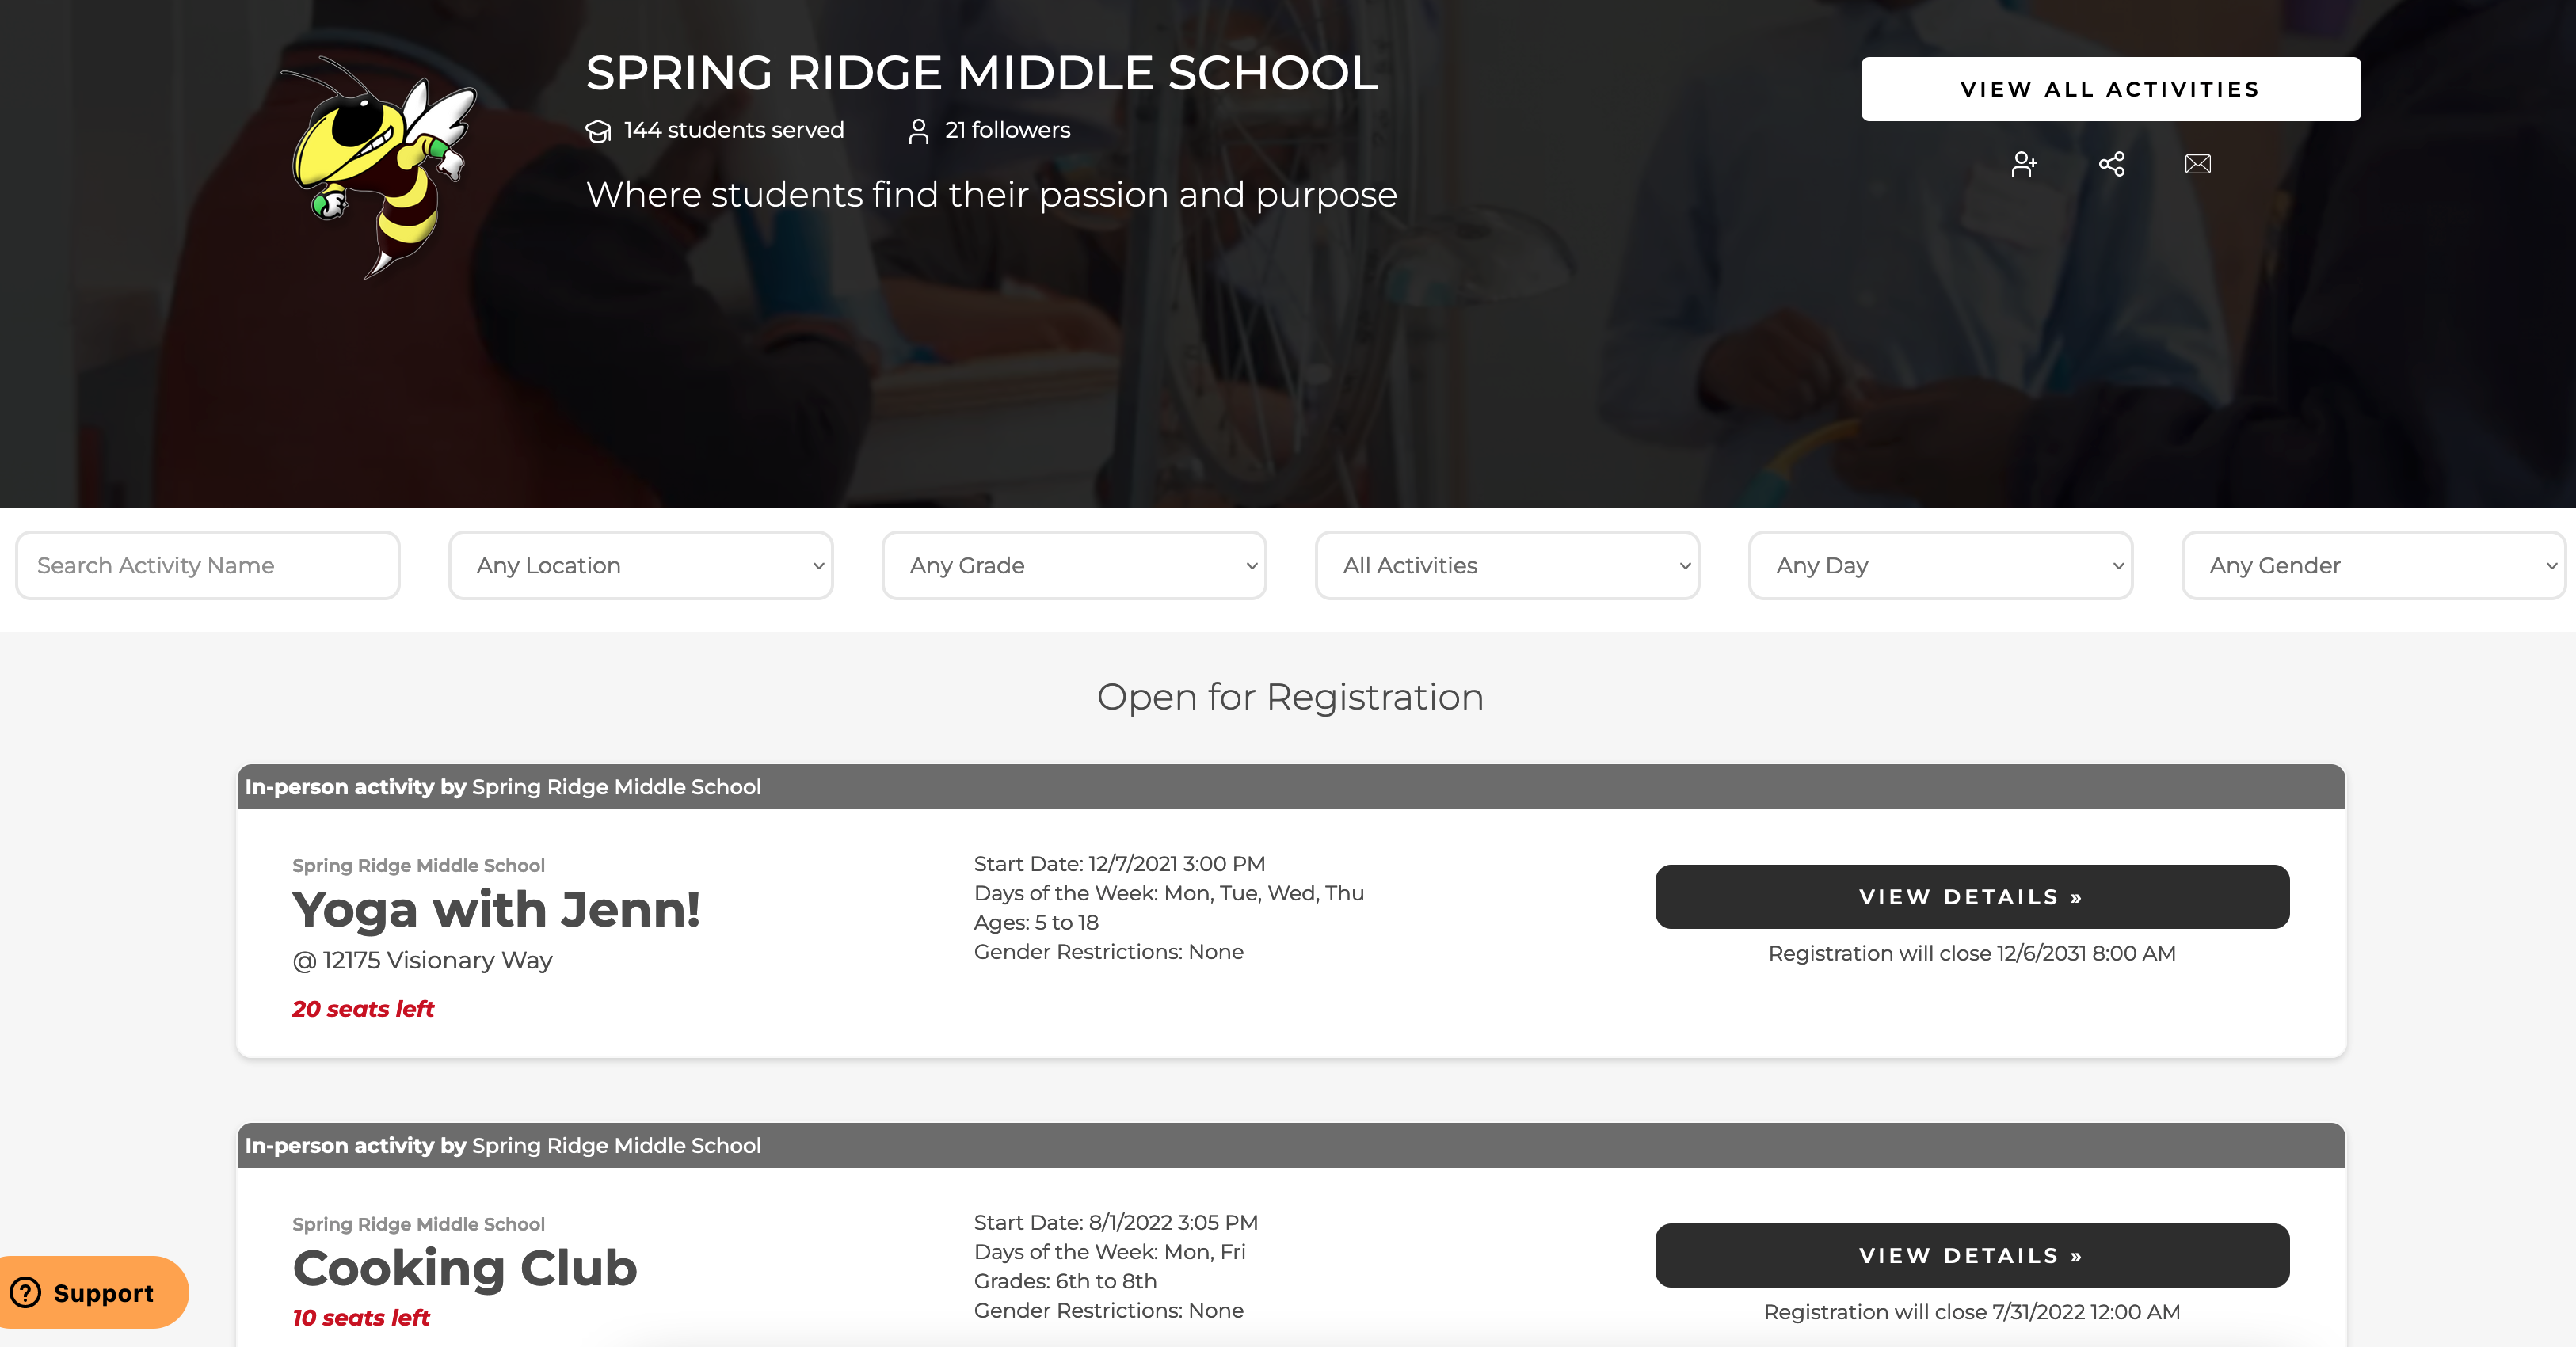 SPRING RIDGE MIDDLE SCHOOL
144 students served
21 followers
Where students find their passion and purpose
VIEW ALL ACTIVITIES
Search Activity Name
Any Location
Any Grade
All Activities
Any Day
Any Gender
Open for Registration
In-person activity by Spring Ridge Middle School
Spring Ridge Middle School
Yoga with Jenn!
@ 12175 Visionary Way
20 seats left
Start Date: 12/7/2021 3:00 PM
Days of the Week: Mon, Tue, Wed, Thu
Ages: 5 to 18
Gender Restrictions: None
VIEW DETAILS »
Registration will close 12/6/2031 8:00 AM
In-person activity by Spring Ridge Middle School
Spring Ridge Middle School
Cooking Club
10 seats left
Start Date: 8/1/2022 3:05 PM
Days of the Week: Mon, Fri
Grades: 6th to 8th
Gender Restrictions: None
VIEW DETAILS »
Registration will close 7/31/2022 12:00 AM
? Support